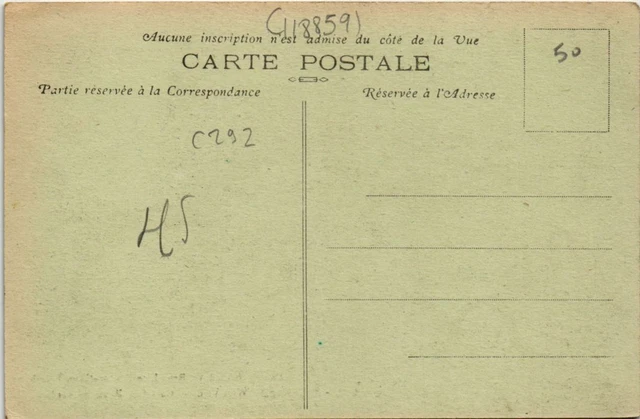 (118859)
Aucune inscription n'est admise du côté de la Vue
CARTE POSTALE
Partie réservée à la Correspondance
Réservée à l'Adresse
50
C292